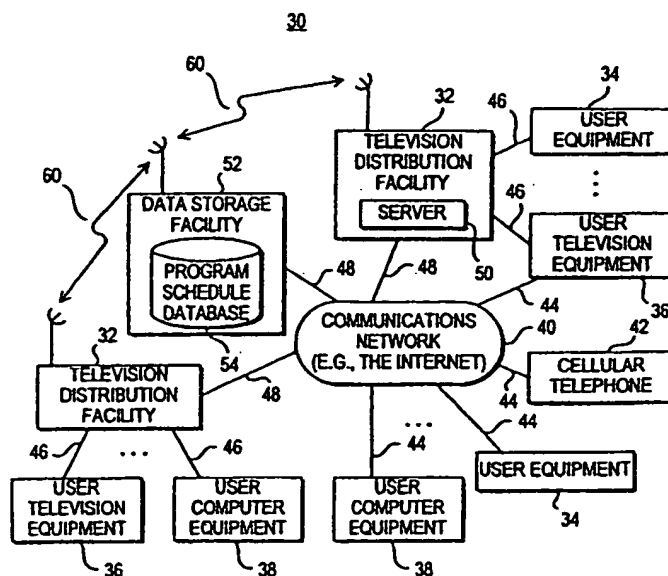 30
60
60
32
46
34
USER
EQUIPMENT
52
TELEVISION
DISTRIBUTION
FACILITY
SERVER
DATA STORAGE
FACILITY
46
USER
TELEVISION
EQUIPMENT
PROGRAM
SCHEDULE
DATABASE
48
48
50
44
36
54
COMMUNICATIONS
NETWORK
(E.G., THE INTERNET)
40
42
CELLULAR
TELEPHONE
44
32
TELEVISION
DISTRIBUTION
FACILITY
48
46
46
44
44
USER
TELEVISION
EQUIPMENT
USER
COMPUTER
EQUIPMENT
USER
COMPUTER
EQUIPMENT
USER EQUIPMENT
34
36
38
38